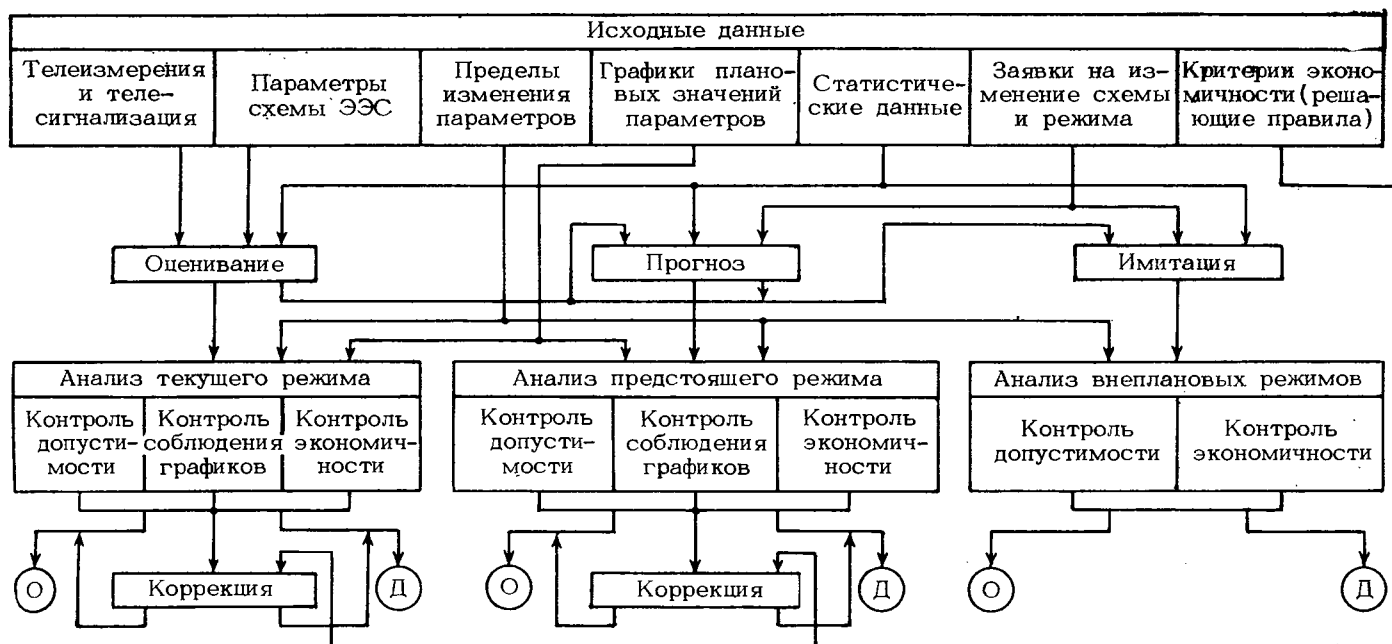 Исходные данные
Телеизмерения
и теле-
сигнализация
Параметры
схемы ЭЭС
Пределы
изменения
параметров
Графики плано-
вых значений
параметров
Статистиче-
ские данные
Заявки на из-
менение схемы
и режима
Критерии эконо-
мичности (реша-
ющие правила)
Оценивание
Прогноз
Имитация
Анализ текущего режима
Контроль
допусти-
мости
Контроль
соблюдения
графиков
Контроль
экономич-
ности
Анализ предстоящего режима
Контроль
допусти-
мости
Контроль
соблюдения
графиков
Контроль
экономич-
ности
Анализ внеплановых режимов
Контроль
допустимости
Контроль
экономичности
О
Коррекция
Д
О
Коррекция
Д
О
Д